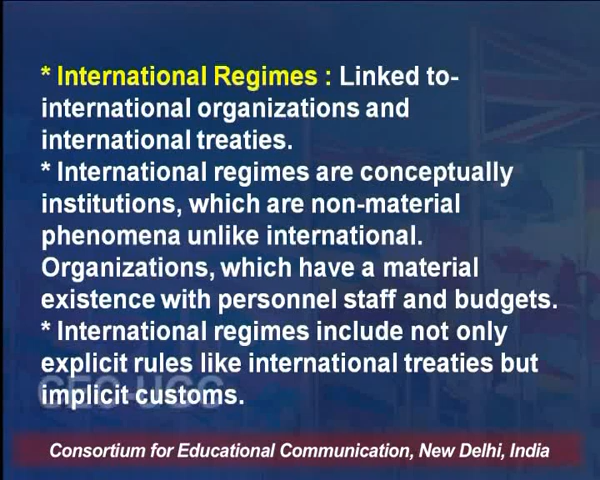 * International Regimes : Linked to-
international organizations and
international treaties.
* International regimes are conceptually
institutions, which are non-material
phenomena unlike international.
Organizations, which have a material
existence with personnel staff and budgets.
* International regimes include not only
explicit rules like international treaties but
implicit customs.
CEC-UGC
Consortium for Educational Communication, New Delhi, India